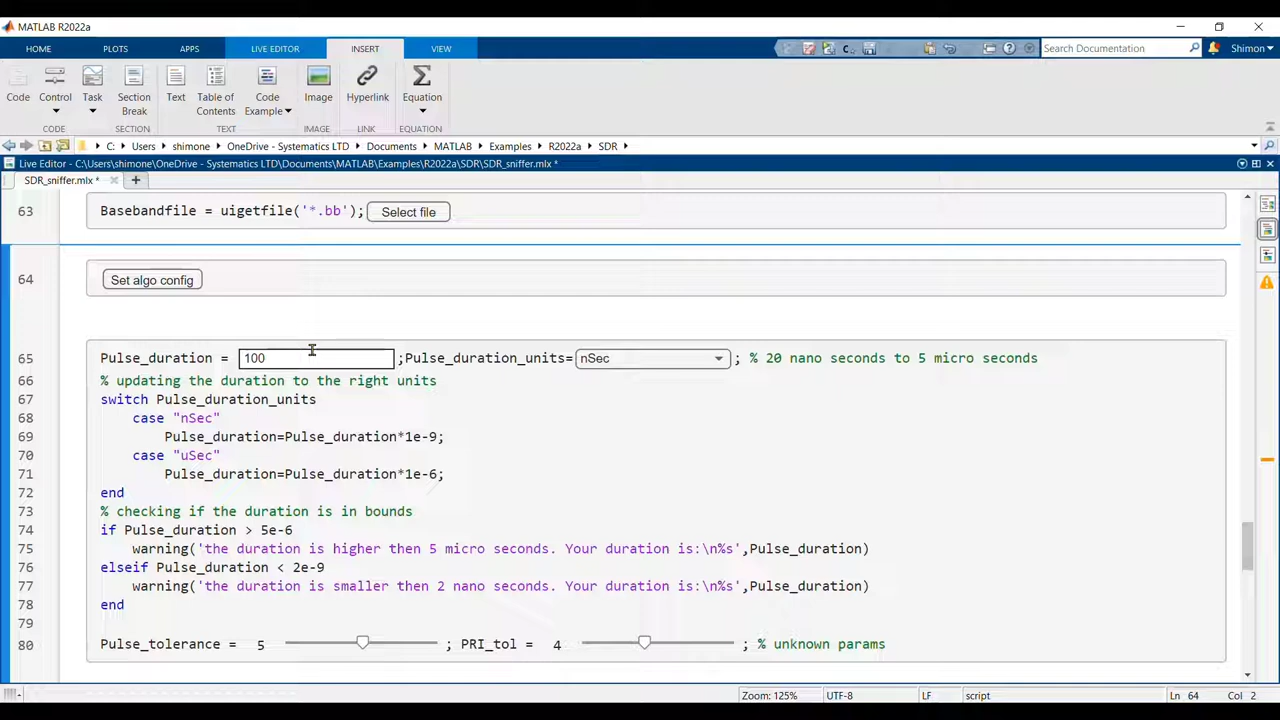 MATLAB R2022a
HOME PLOTS APPS LIVE EDITOR INSERT VIEW Search Documentation Shimon
Code Control Task Section Break Text Table of Contents Code Example Image Hyperlink Equation
CODE SECTION TEXT IMAGE LINK EQUATION
C: Users shimone OneDrive - Systematics LTD Documents MATLAB Examples R2022a SDR
Live Editor - C:\Users\shimone\OneDrive - Systematics LTD\Documents\MATLAB\Examples\R2022a\SDR\SDR_sniffer.mlx *
SDR_sniffer.mlx *
63 Basebandfile = uigetfile('*.bb'); Select file
64 Set algo config
65 Pulse_duration = 100 ;Pulse_duration_units= nSec ; % 20 nano seconds to 5 micro seconds
66 % updating the duration to the right units
67 switch Pulse_duration_units
68 case "nSec"
69 Pulse_duration=Pulse_duration*1e-9;
70 case "uSec"
71 Pulse_duration=Pulse_duration*1e-6;
72 end
73 % checking if the duration is in bounds
74 if Pulse_duration > 5e-6
75 warning('the duration is higher then 5 micro seconds. Your duration is:\n%s',Pulse_duration)
76 elseif Pulse_duration < 2e-9
77 warning('the duration is smaller then 2 nano seconds. Your duration is:\n%s',Pulse_duration)
78 end
79
80 Pulse_tolerance = 5 ; PRI_tol = 4 ; % unknown params
Zoom: 125% UTF-8 LF script Ln 64 Col 2